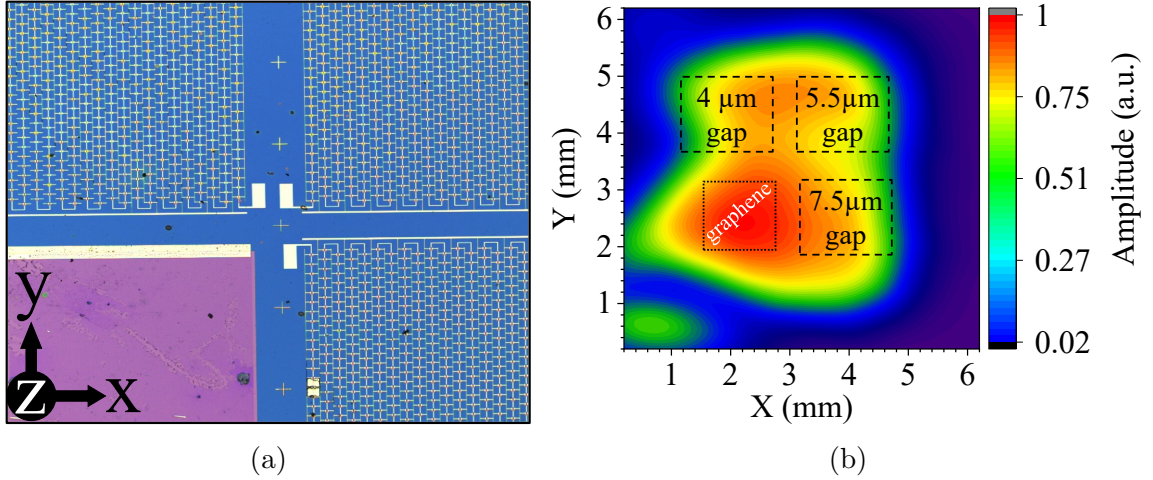 y
z
x
(a)
6
5
4
3
2
1
Y (mm)
4 µm
gap
5.5µm
gap
graphene
7.5µm
gap
1 2 3 4 5 6
X (mm)
1
0.75
0.51
0.27
0.02
Amplitude (a.u.)
(b)